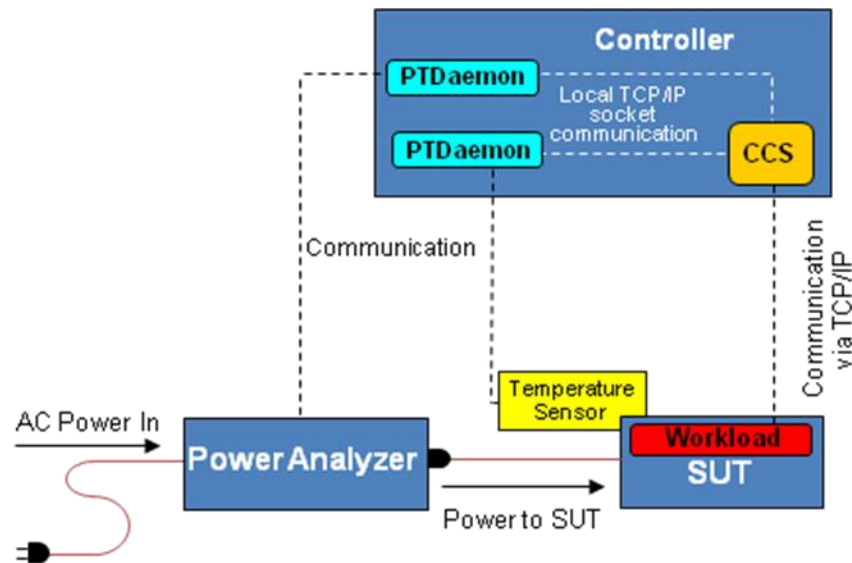 Controller
PTDaemon
Local TCP/IP
socket
communication
PTDaemon
CCS
Communication
Communication
via TCP/IP
Temperature
Sensor
AC Power In
Power Analyzer
Workload
SUT
Power to SUT